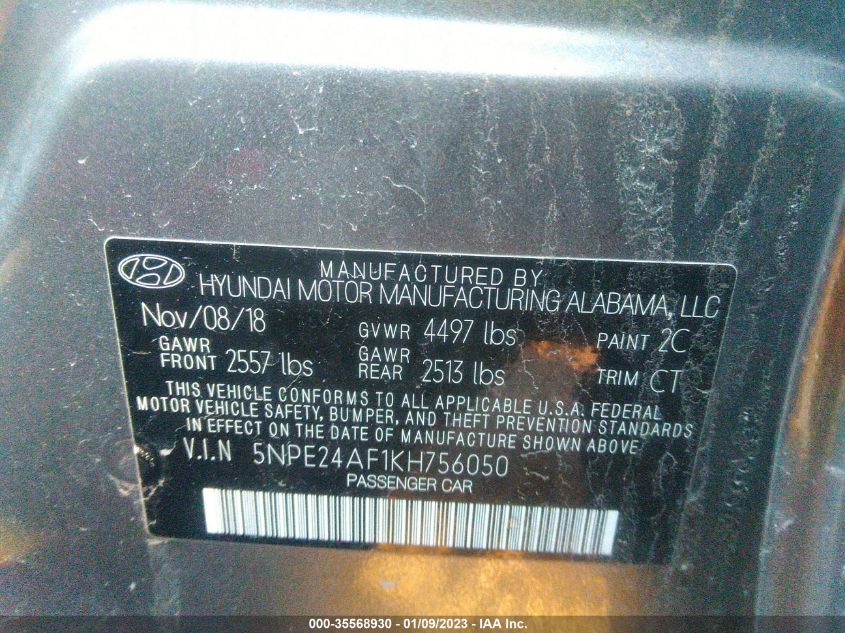 MANUFACTURED BY
HYUNDAI MOTOR MANUFACTURING ALABAMA, LLC
Nov/08/18 GVWR 4497 lbs PAINT 2C
GAWR FRONT 2557 lbs GAWR REAR 2513 lbs TRIM CT
THIS VEHICLE CONFORMS TO ALL APPLICABLE U.S.A. FEDERAL
MOTOR VEHICLE SAFETY, BUMPER, AND THEFT PREVENTION STANDARDS
IN EFFECT ON THE DATE OF MANUFACTURE SHOWN ABOVE
V.I.N 5NPE24AF1KH756050
PASSENGER CAR
000-35568930 - 01/09/2023 - IAA Inc.